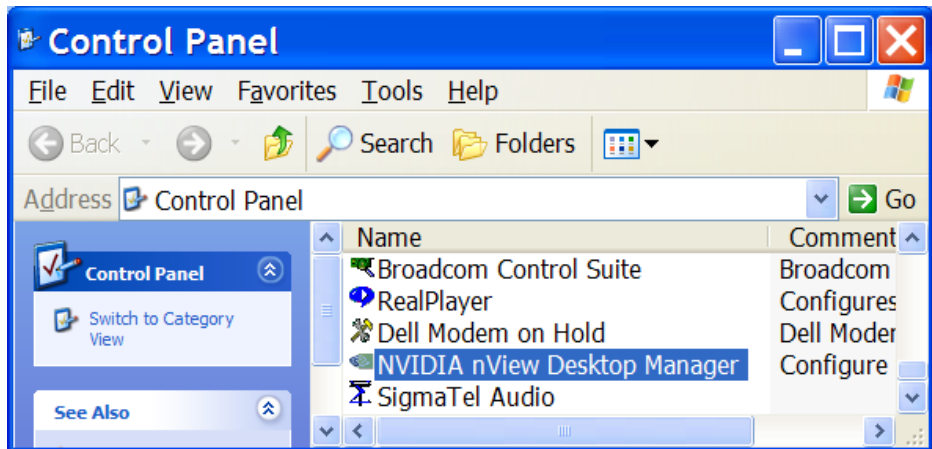 Control Panel
File Edit View Favorites Tools Help
Back Search Folders
Address Control Panel Go
Control Panel
Switch to Category
View
See Also
Name Comment
Broadcom Control Suite Broadcom
RealPlayer Configures
Dell Modem on Hold Dell Moder
NVIDIA nView Desktop Manager Configure
SigmaTel Audio